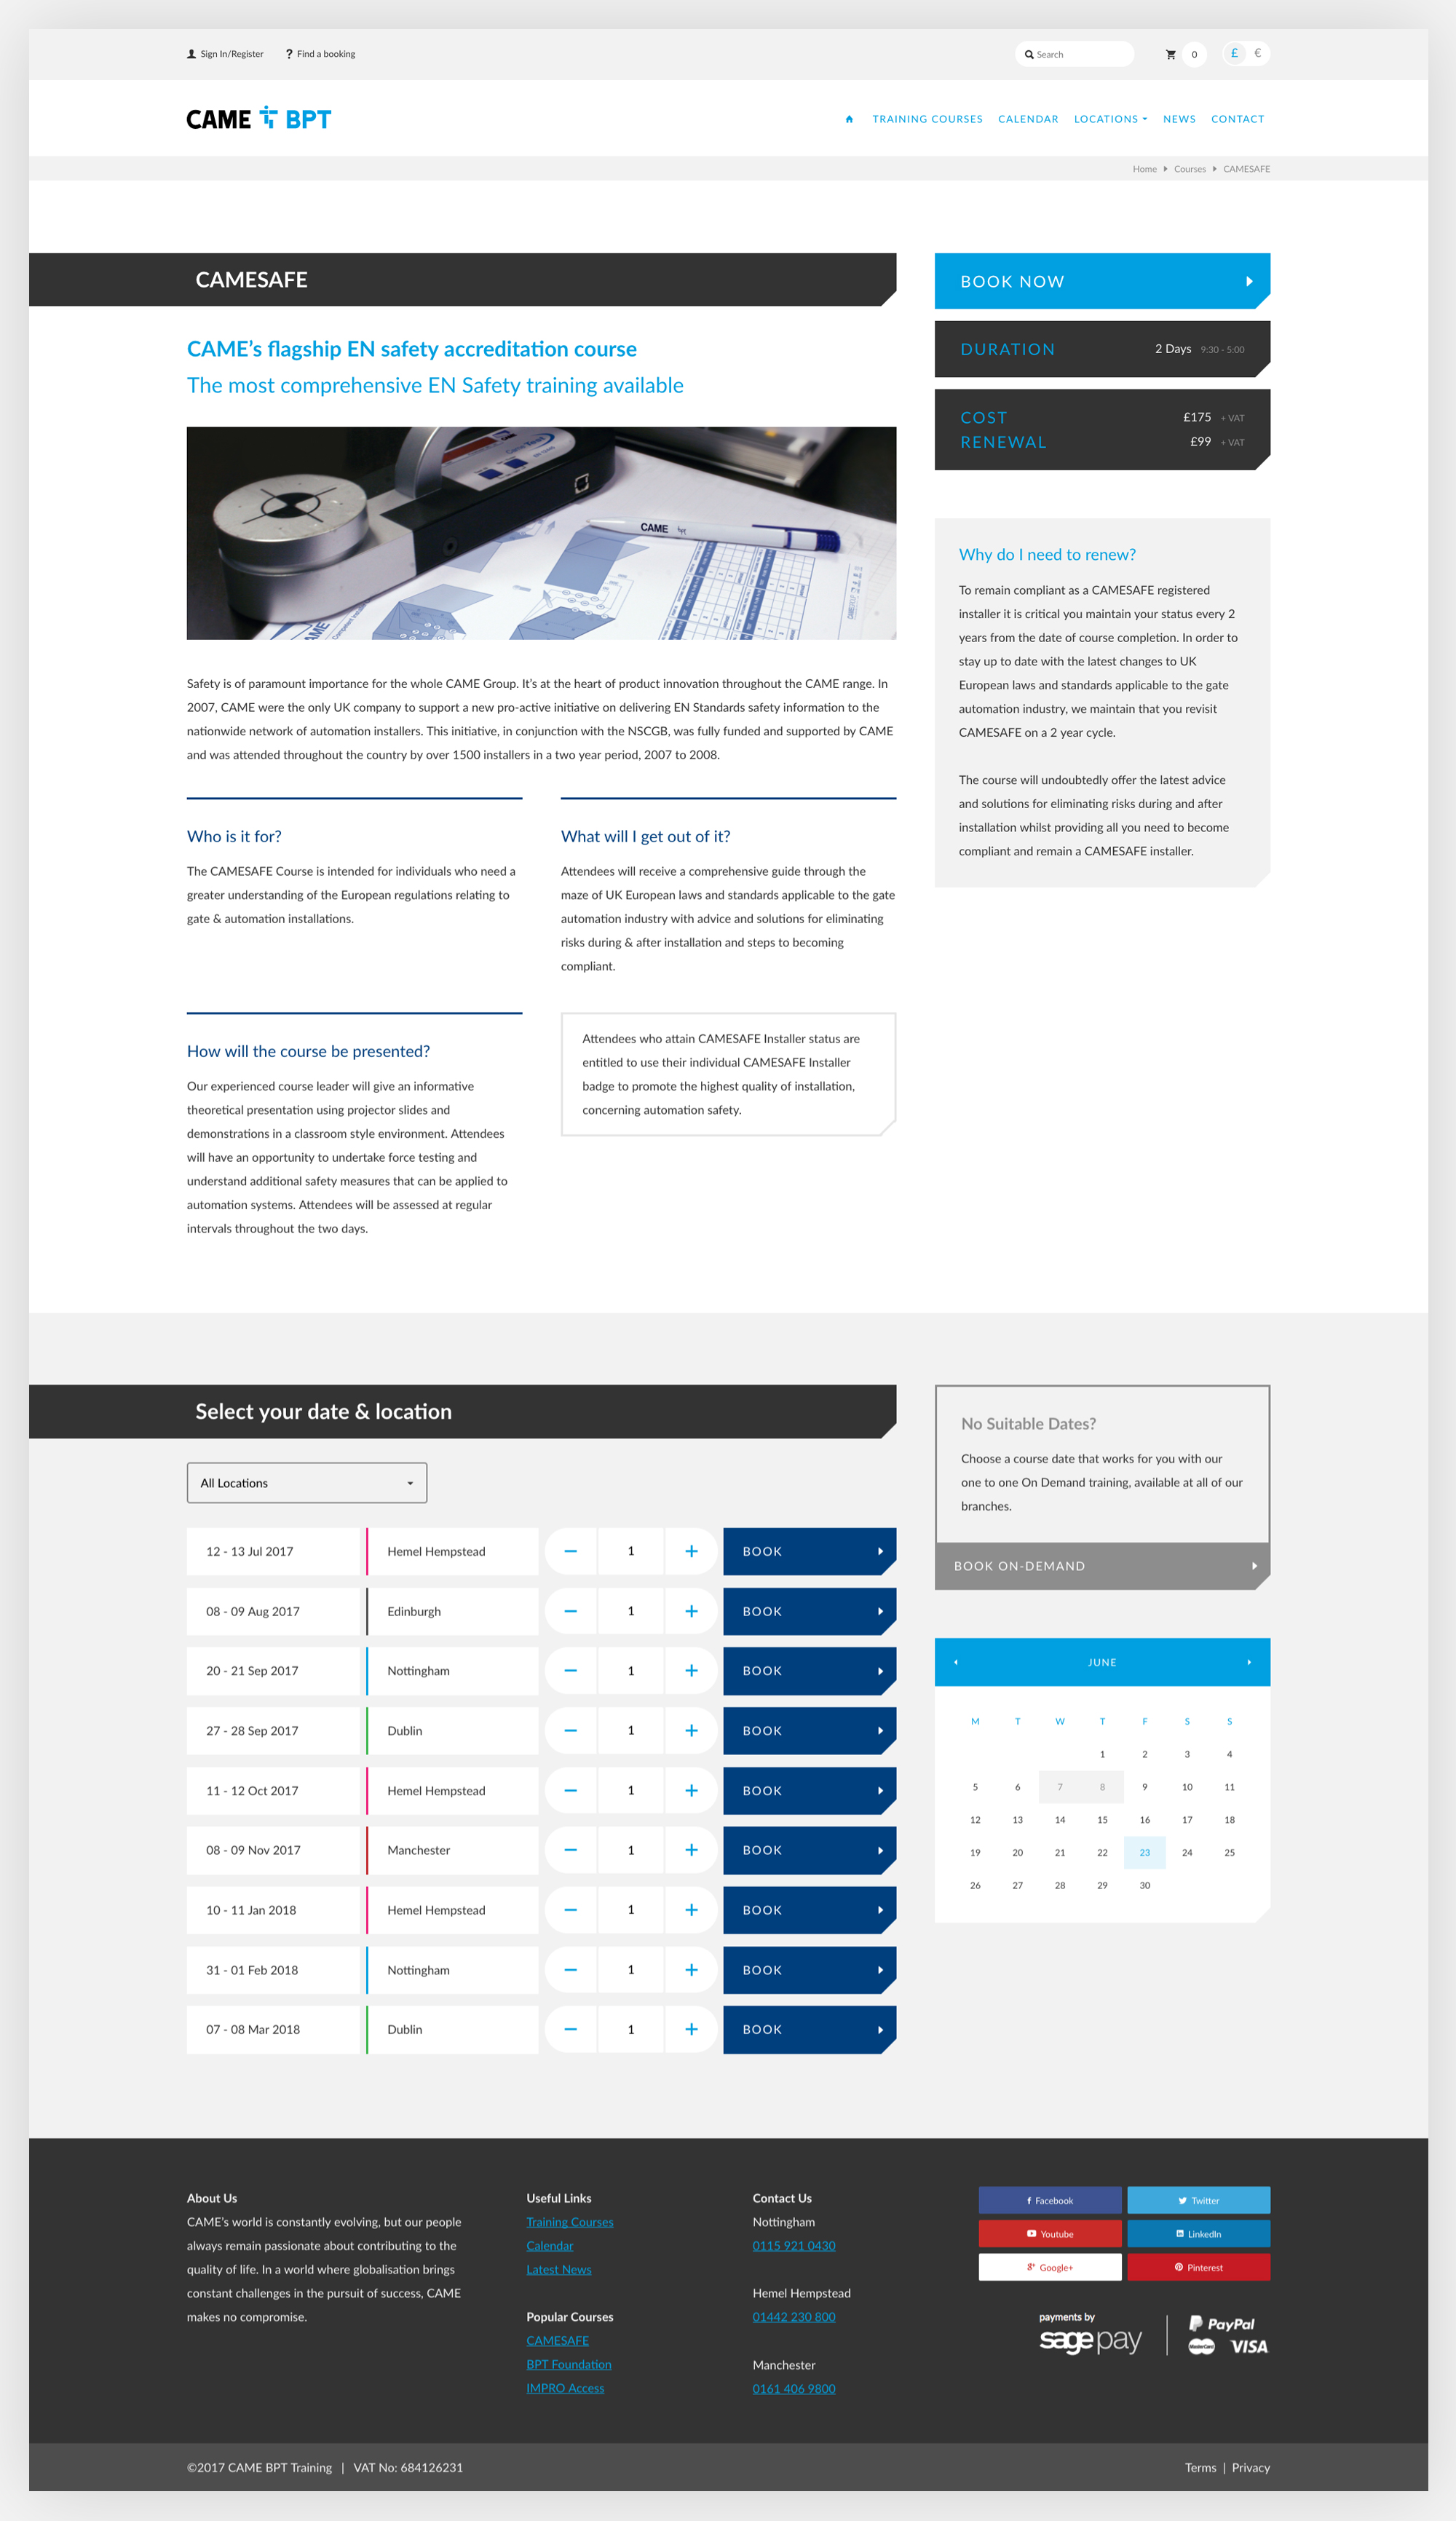 Sign In/Register
Find a booking
Search
0
£
€
CAME BPT
TRAINING COURSES
CALENDAR
LOCATIONS
NEWS
CONTACT
Home
Courses
CAMESAFE
CAMESAFE
CAME's flagship EN safety accreditation course
The most comprehensive EN Safety training available
CAME
Safety is of paramount importance for the whole CAME Group. It's at the heart of product innovation throughout the CAME range. In
2007, CAME were the only UK company to support a new pro-active initiative on delivering EN Standards safety information to the
nationwide network of automation installers. This initiative, in conjunction with the NSCGB, was fully funded and supported by CAME
and was attended throughout the country by over 1500 installers in a two year period, 2007 to 2008.
Who is it for?
The CAMESAFE Course is intended for individuals who need a
greater understanding of the European regulations relating to
gate & automation installations.
What will I get out of it?
Attendees will receive a comprehensive guide through the
maze of UK European laws and standards applicable to the gate
automation industry with advice and solutions for eliminating
risks during & after installation and steps to becoming
compliant.
How will the course be presented?
Our experienced course leader will give an informative
theoretical presentation using projector slides and
demonstrations in a classroom style environment. Attendees
will have an opportunity to undertake force testing and
understand additional safety measures that can be applied to
automation systems. Attendees will be assessed at regular
intervals throughout the two days.
Attendees who attain CAMESAFE Installer status are
entitled to use their individual CAMESAFE Installer
badge to promote the highest quality of installation,
concerning automation safety.
BOOK NOW
DURATION 2 Days 9:30 - 5:00
COST £175 + VAT
RENEWAL £99 + VAT
Why do I need to renew?
To remain compliant as a CAMESAFE registered
installer it is critical you maintain your status every 2
years from the date of course completion. In order to
stay up to date with the latest changes to UK
European laws and standards applicable to the gate
automation industry, we maintain that you revisit
CAMESAFE on a 2 year cycle.
The course will undoubtedly offer the latest advice
and solutions for eliminating risks during and after
installation whilst providing all you need to become
compliant and remain a CAMESAFE installer.
Select your date & location
All Locations
12 - 13 Jul 2017 Hemel Hempstead − 1 + BOOK
08 - 09 Aug 2017 Edinburgh − 1 + BOOK
20 - 21 Sep 2017 Nottingham − 1 + BOOK
27 - 28 Sep 2017 Dublin − 1 + BOOK
11 - 12 Oct 2017 Hemel Hempstead − 1 + BOOK
08 - 09 Nov 2017 Manchester − 1 + BOOK
10 - 11 Jan 2018 Hemel Hempstead − 1 + BOOK
31 - 01 Feb 2018 Nottingham − 1 + BOOK
07 - 08 Mar 2018 Dublin − 1 + BOOK
No Suitable Dates?
Choose a course date that works for you with our
one to one On Demand training, available at all of our
branches.
BOOK ON-DEMAND
JUNE
M T W T F S S
1 2 3 4
5 6 7 8 9 10 11
12 13 14 15 16 17 18
19 20 21 22 23 24 25
26 27 28 29 30
About Us
CAME's world is constantly evolving, but our people
always remain passionate about contributing to the
quality of life. In a world where globalisation brings
constant challenges in the pursuit of success, CAME
makes no compromise.
Useful Links
Training Courses
Calendar
Latest News
Popular Courses
CAMESAFE
BPT Foundation
IMPRO Access
Contact Us
Nottingham
0115 921 0430
Hemel Hempstead
01442 230 800
Manchester
0161 406 9800
Facebook
Twitter
Youtube
LinkedIn
Google+
Pinterest
payments by
sage pay
PayPal
MasterCard VISA
©2017 CAME BPT Training | VAT No: 684126231
Terms | Privacy